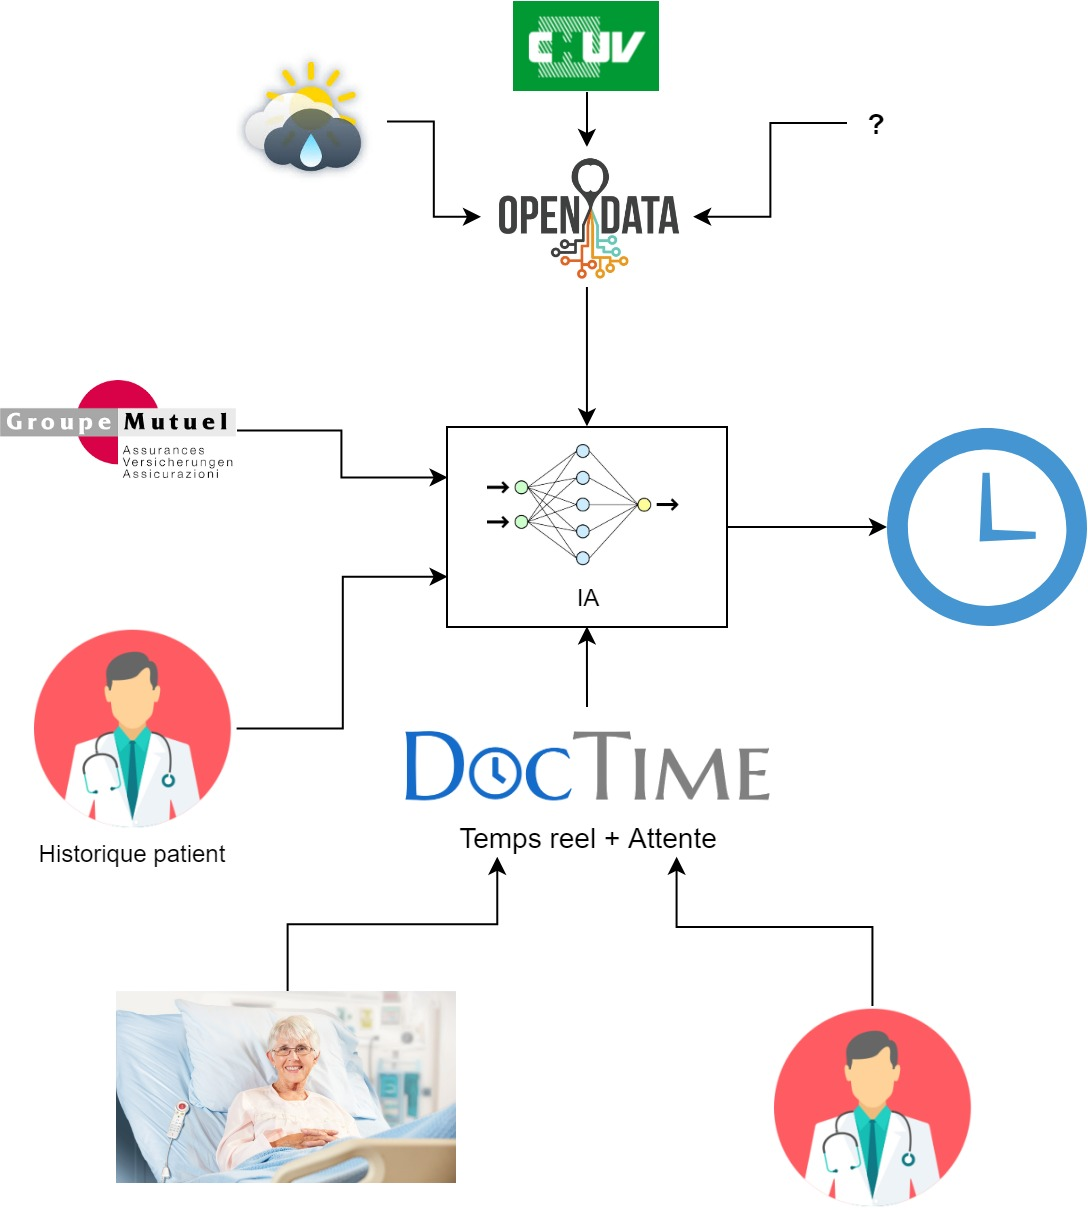 CHUV
?
OPEN DATA
Groupe Mutuel
Assurances
Versicherungen
Assicurazioni
IA
DOCTIME
Temps reel + Attente
Historique patient